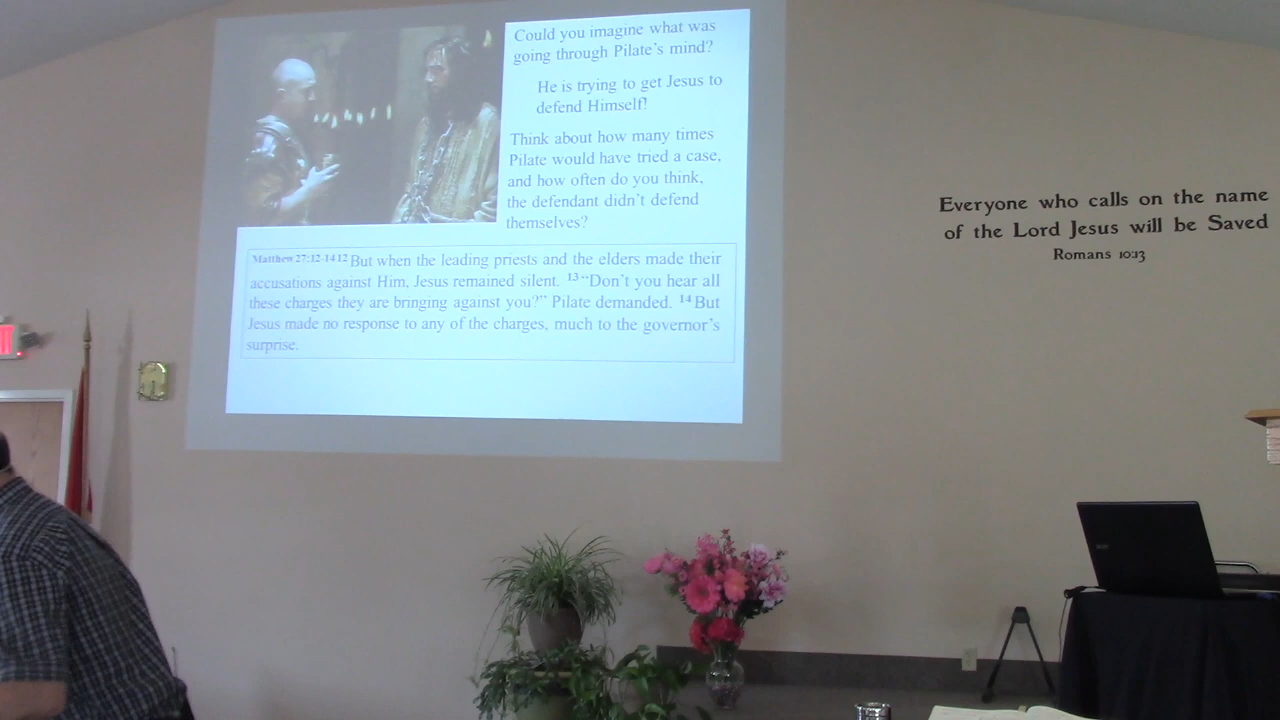 Could you imagine what was
going through Pilate's mind?
He is trying to get Jesus to
defend Himself!
Think about how many times
Pilate would have tried a case,
and how often do you think,
the defendant didn't defend
themselves?
Matthew 27:12-14 12 But when the leading priests and the elders made their
accusations against Him, Jesus remained silent. 13 "Don't you hear all
these charges they are bringing against you?" Pilate demanded. 14 But
Jesus made no response to any of the charges, much to the governor's
surprise.
Everyone who calls on the name
of the Lord Jesus will be Saved
Romans 10:13